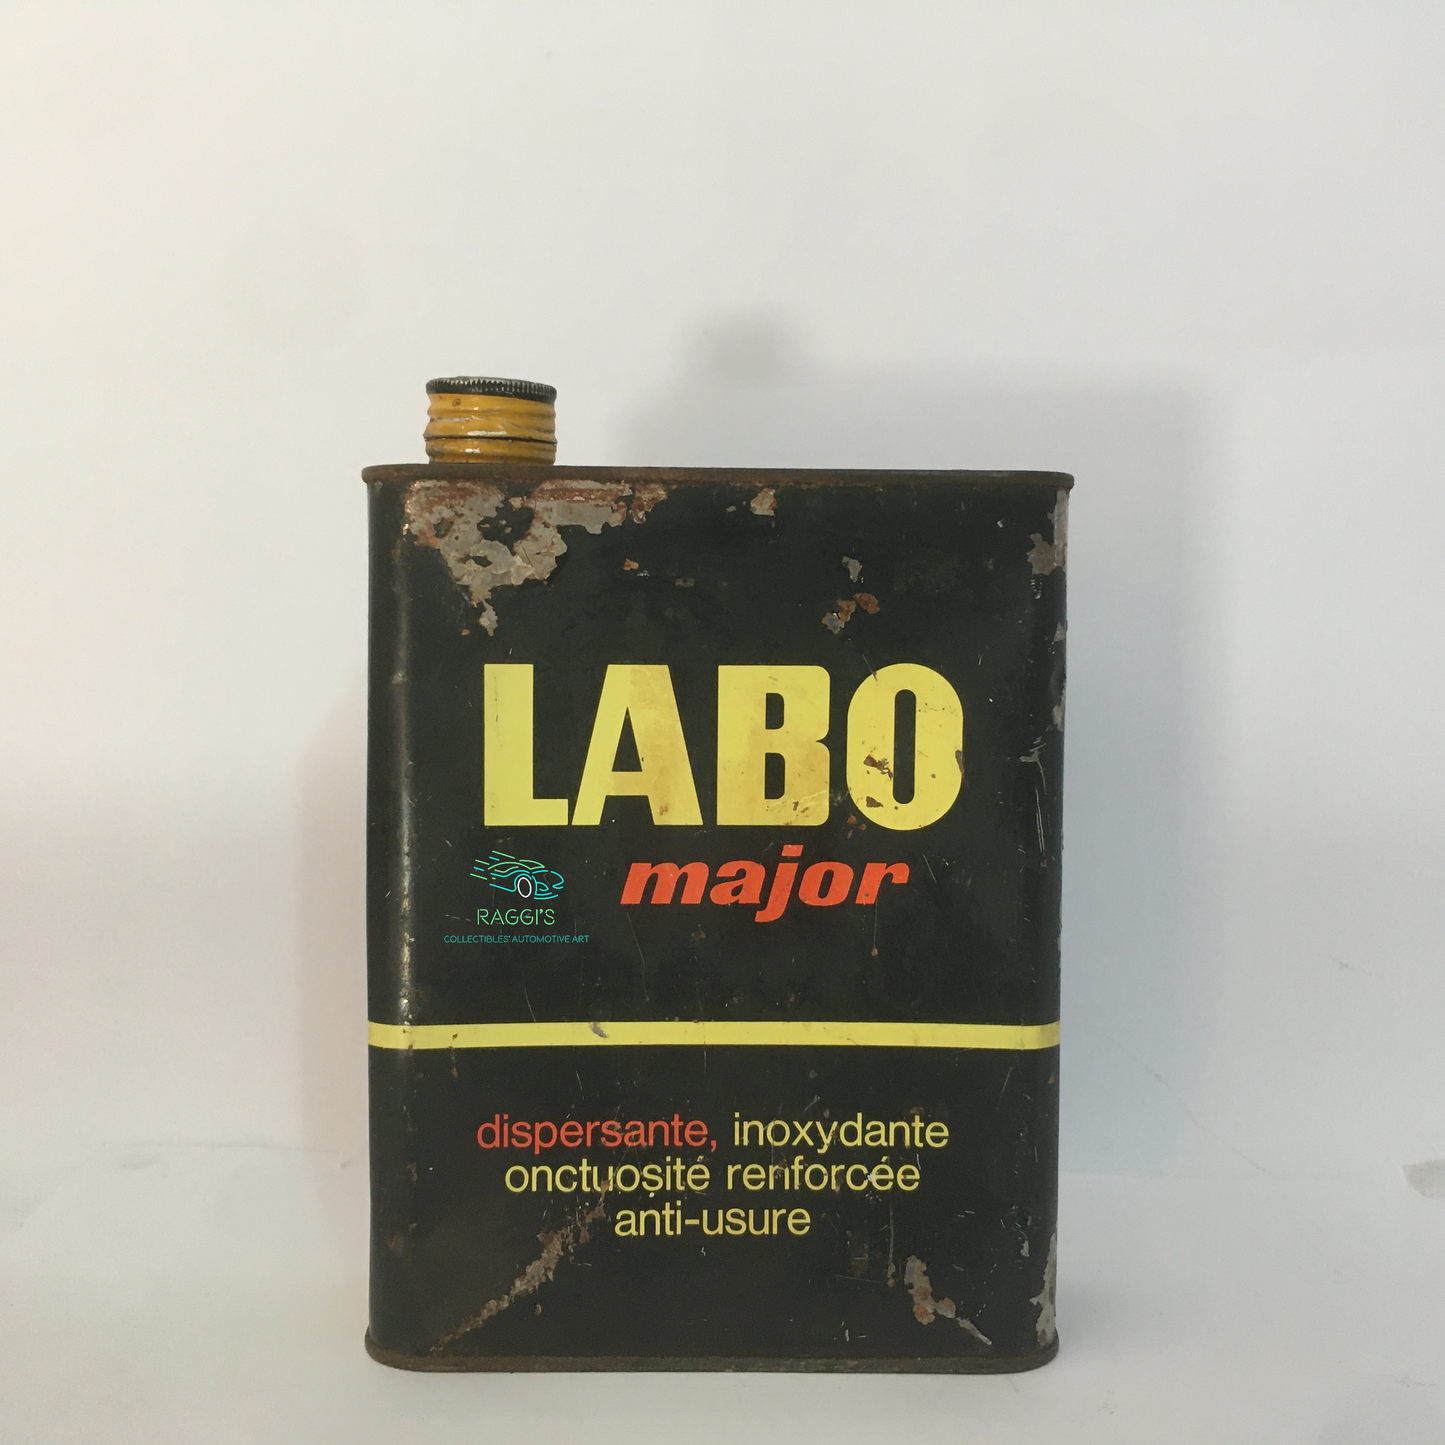 LABO
major
RAGGI'S
COLLECTIBLES' AUTOMOTIVE ART
dispersante, inoxydante
onctuosité renforcée
anti-usure